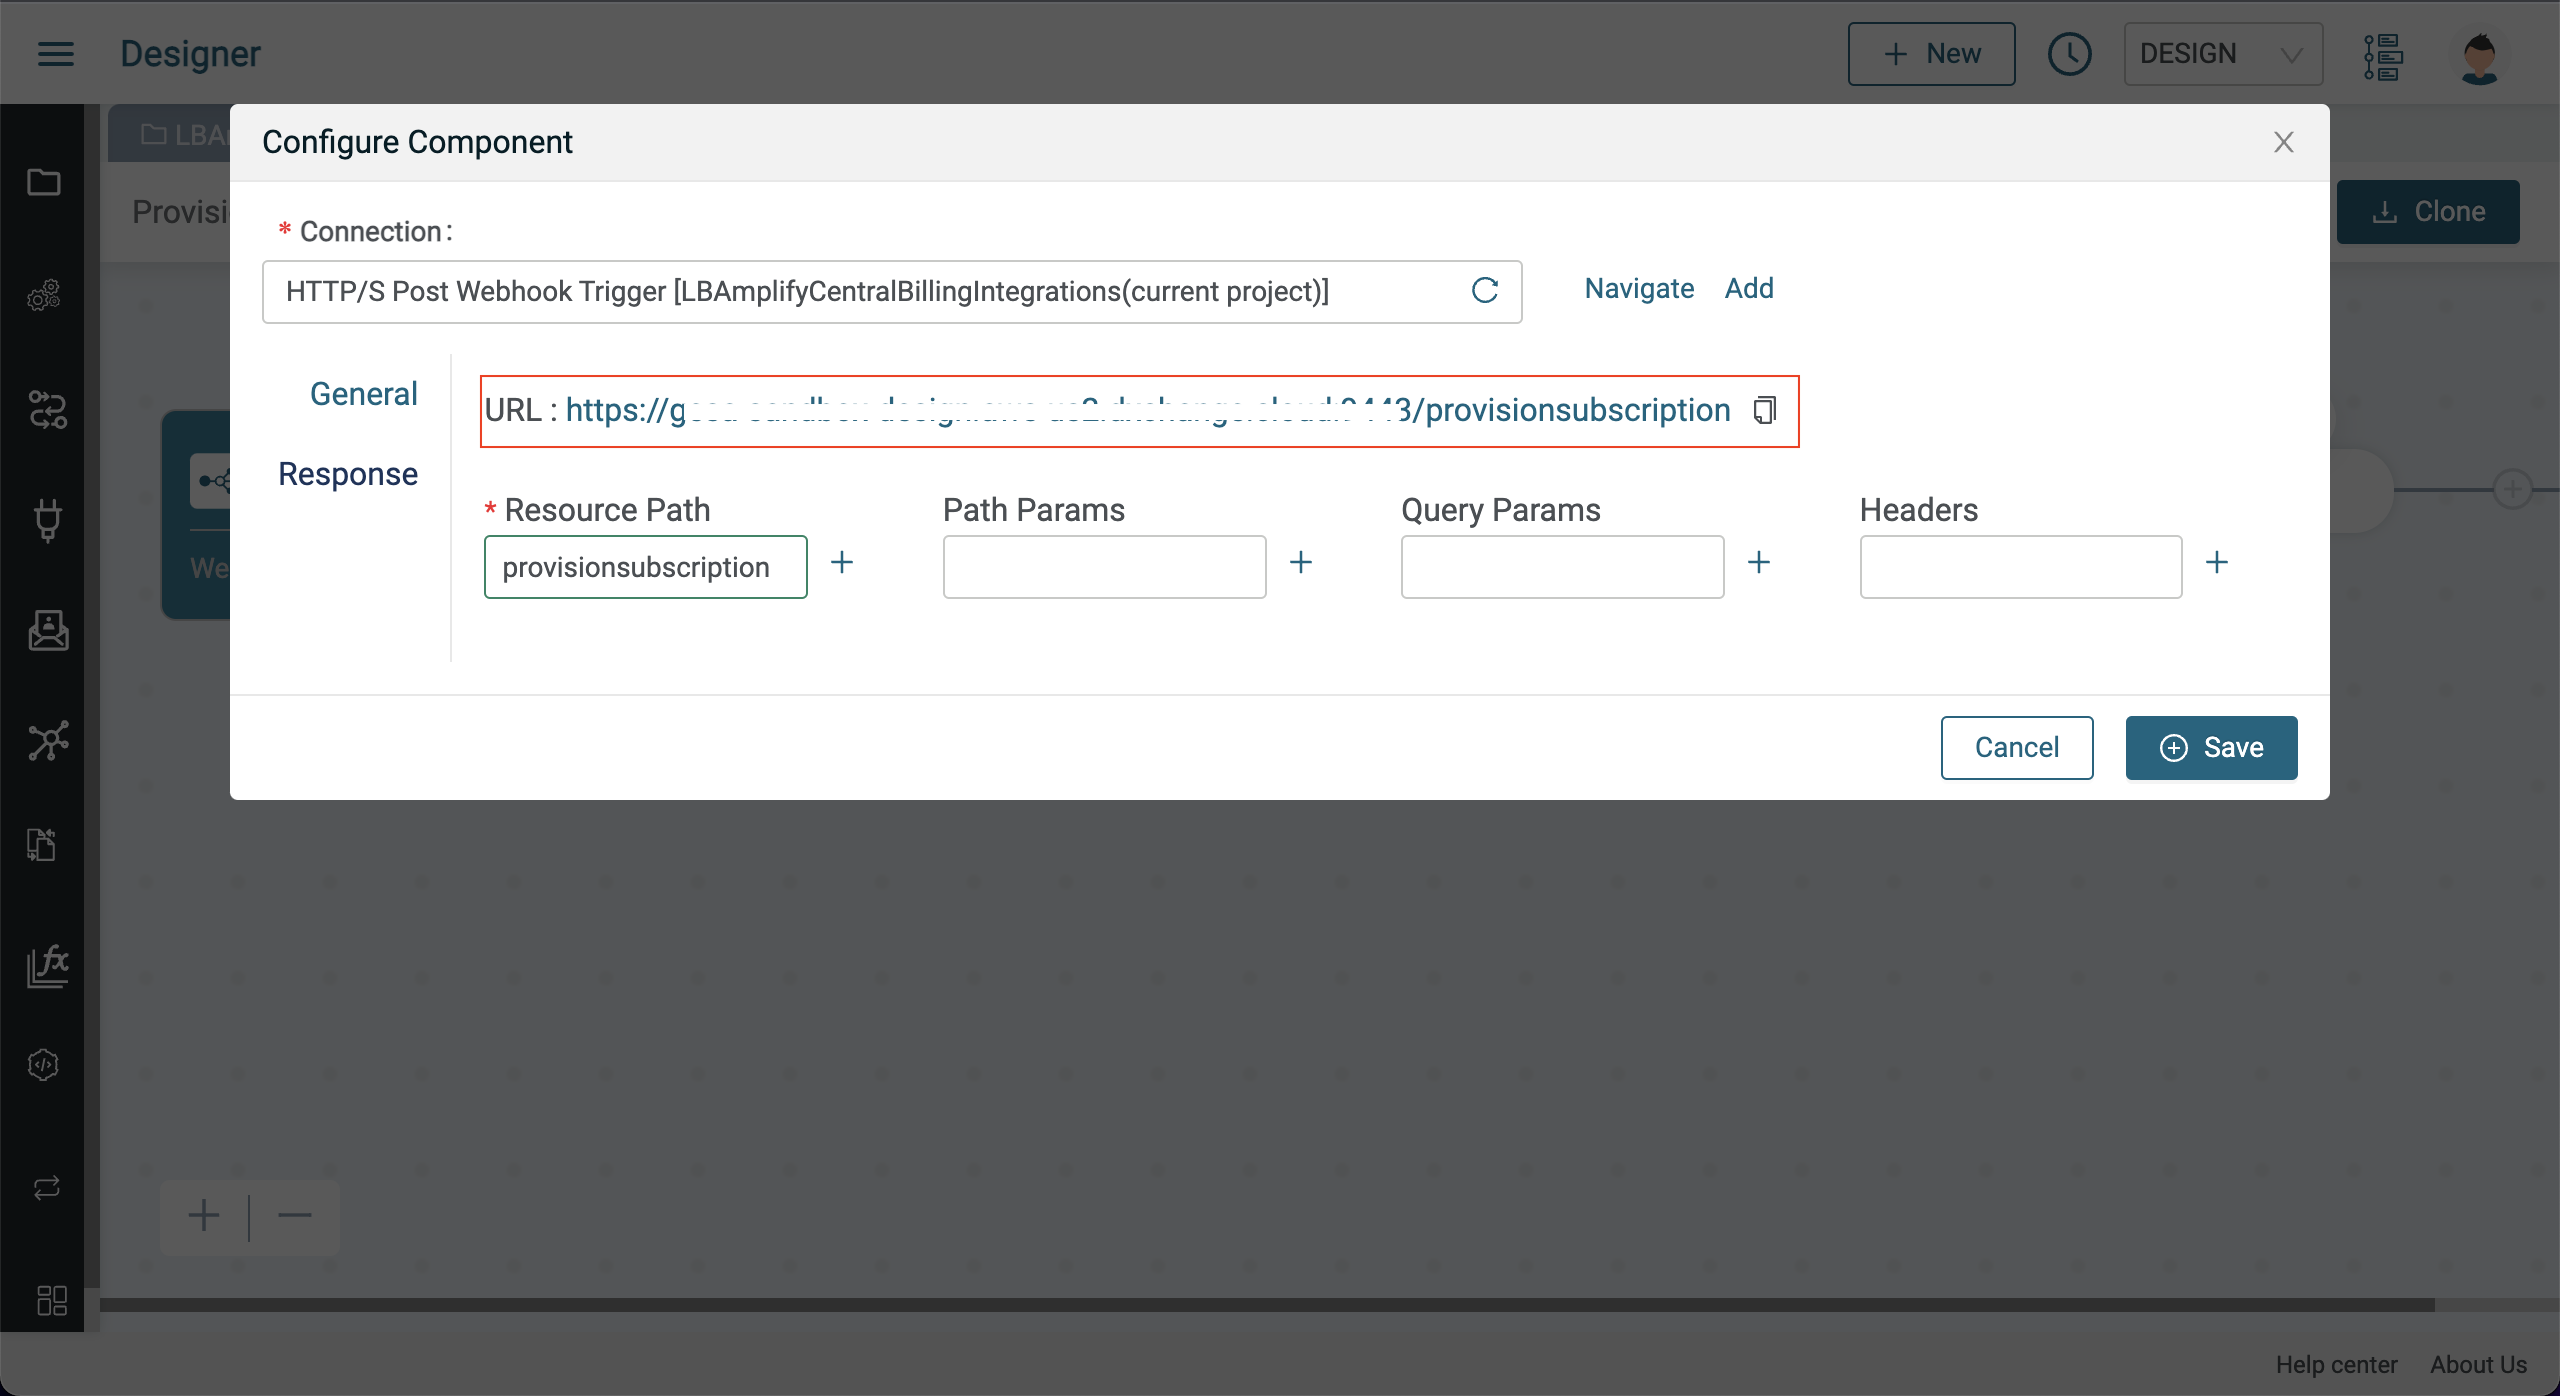 Designer
New
DESIGN
LBA
Configure Component
Provisi
Clone
* Connection :
HTTP/S Post Webhook Trigger [LBAmplifyCentralBillingIntegrations(current project)]
Navigate Add
General
URL : https:// /provisionsubscription
Response
* Resource Path Path Params Query Params Headers
provisionsubscription
We
Cancel
Save
fx
Help center About Us